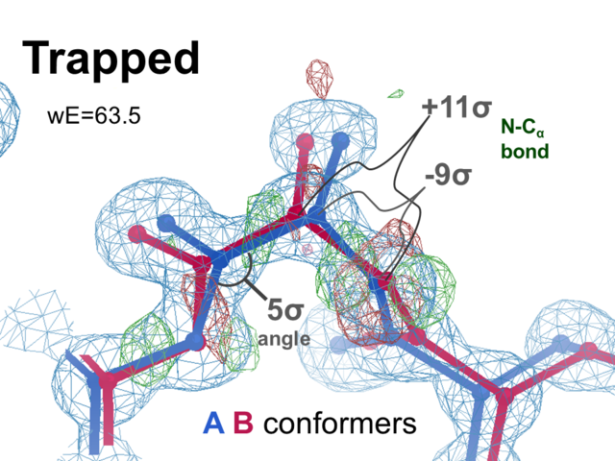 Trapped
wE=63.5
+11σ
N-Cα
bond
-9σ
5σ
angle
A B conformers